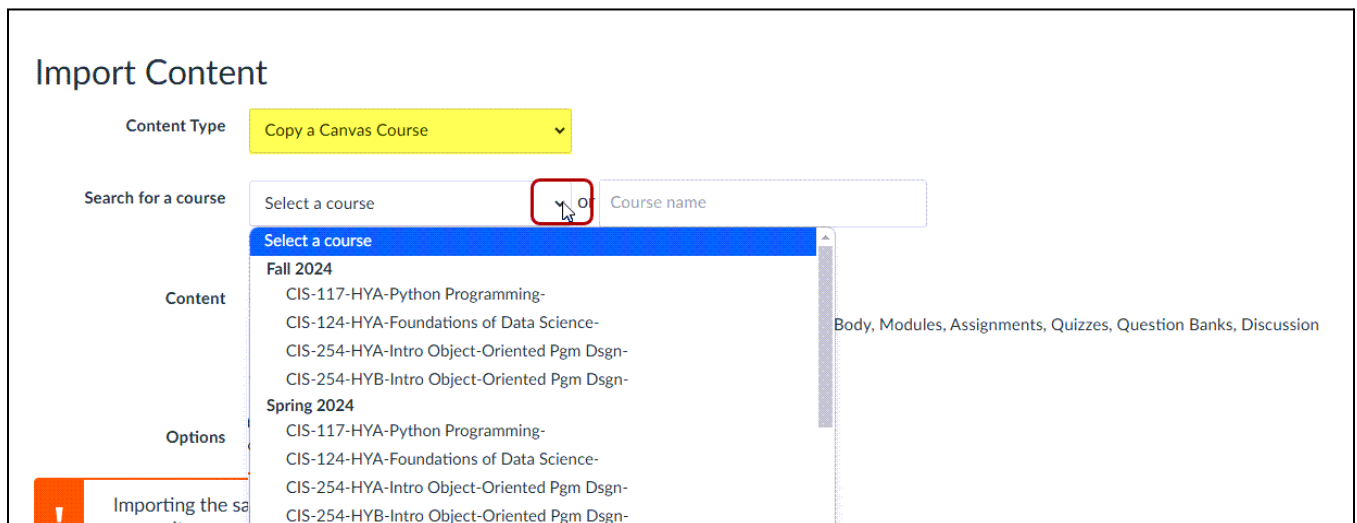 Import Content
Content Type
Copy a Canvas Course
Search for a course
Select a course
or
Course name
Select a course
Fall 2024
CIS-117-HYA-Python Programming-
CIS-124-HYA-Foundations of Data Science-
Content
Body, Modules, Assignments, Quizzes, Question Banks, Discussion
CIS-254-HYA-Intro Object-Oriented Pgm Dsgn-
CIS-254-HYB-Intro Object-Oriented Pgm Dsgn-
Spring 2024
CIS-117-HYA-Python Programming-
Options
CIS-124-HYA-Foundations of Data Science-
CIS-254-HYA-Intro Object-Oriented Pgm Dsgn-
! Importing the sa
CIS-254-HYB-Intro Object-Oriented Pgm Dsgn-